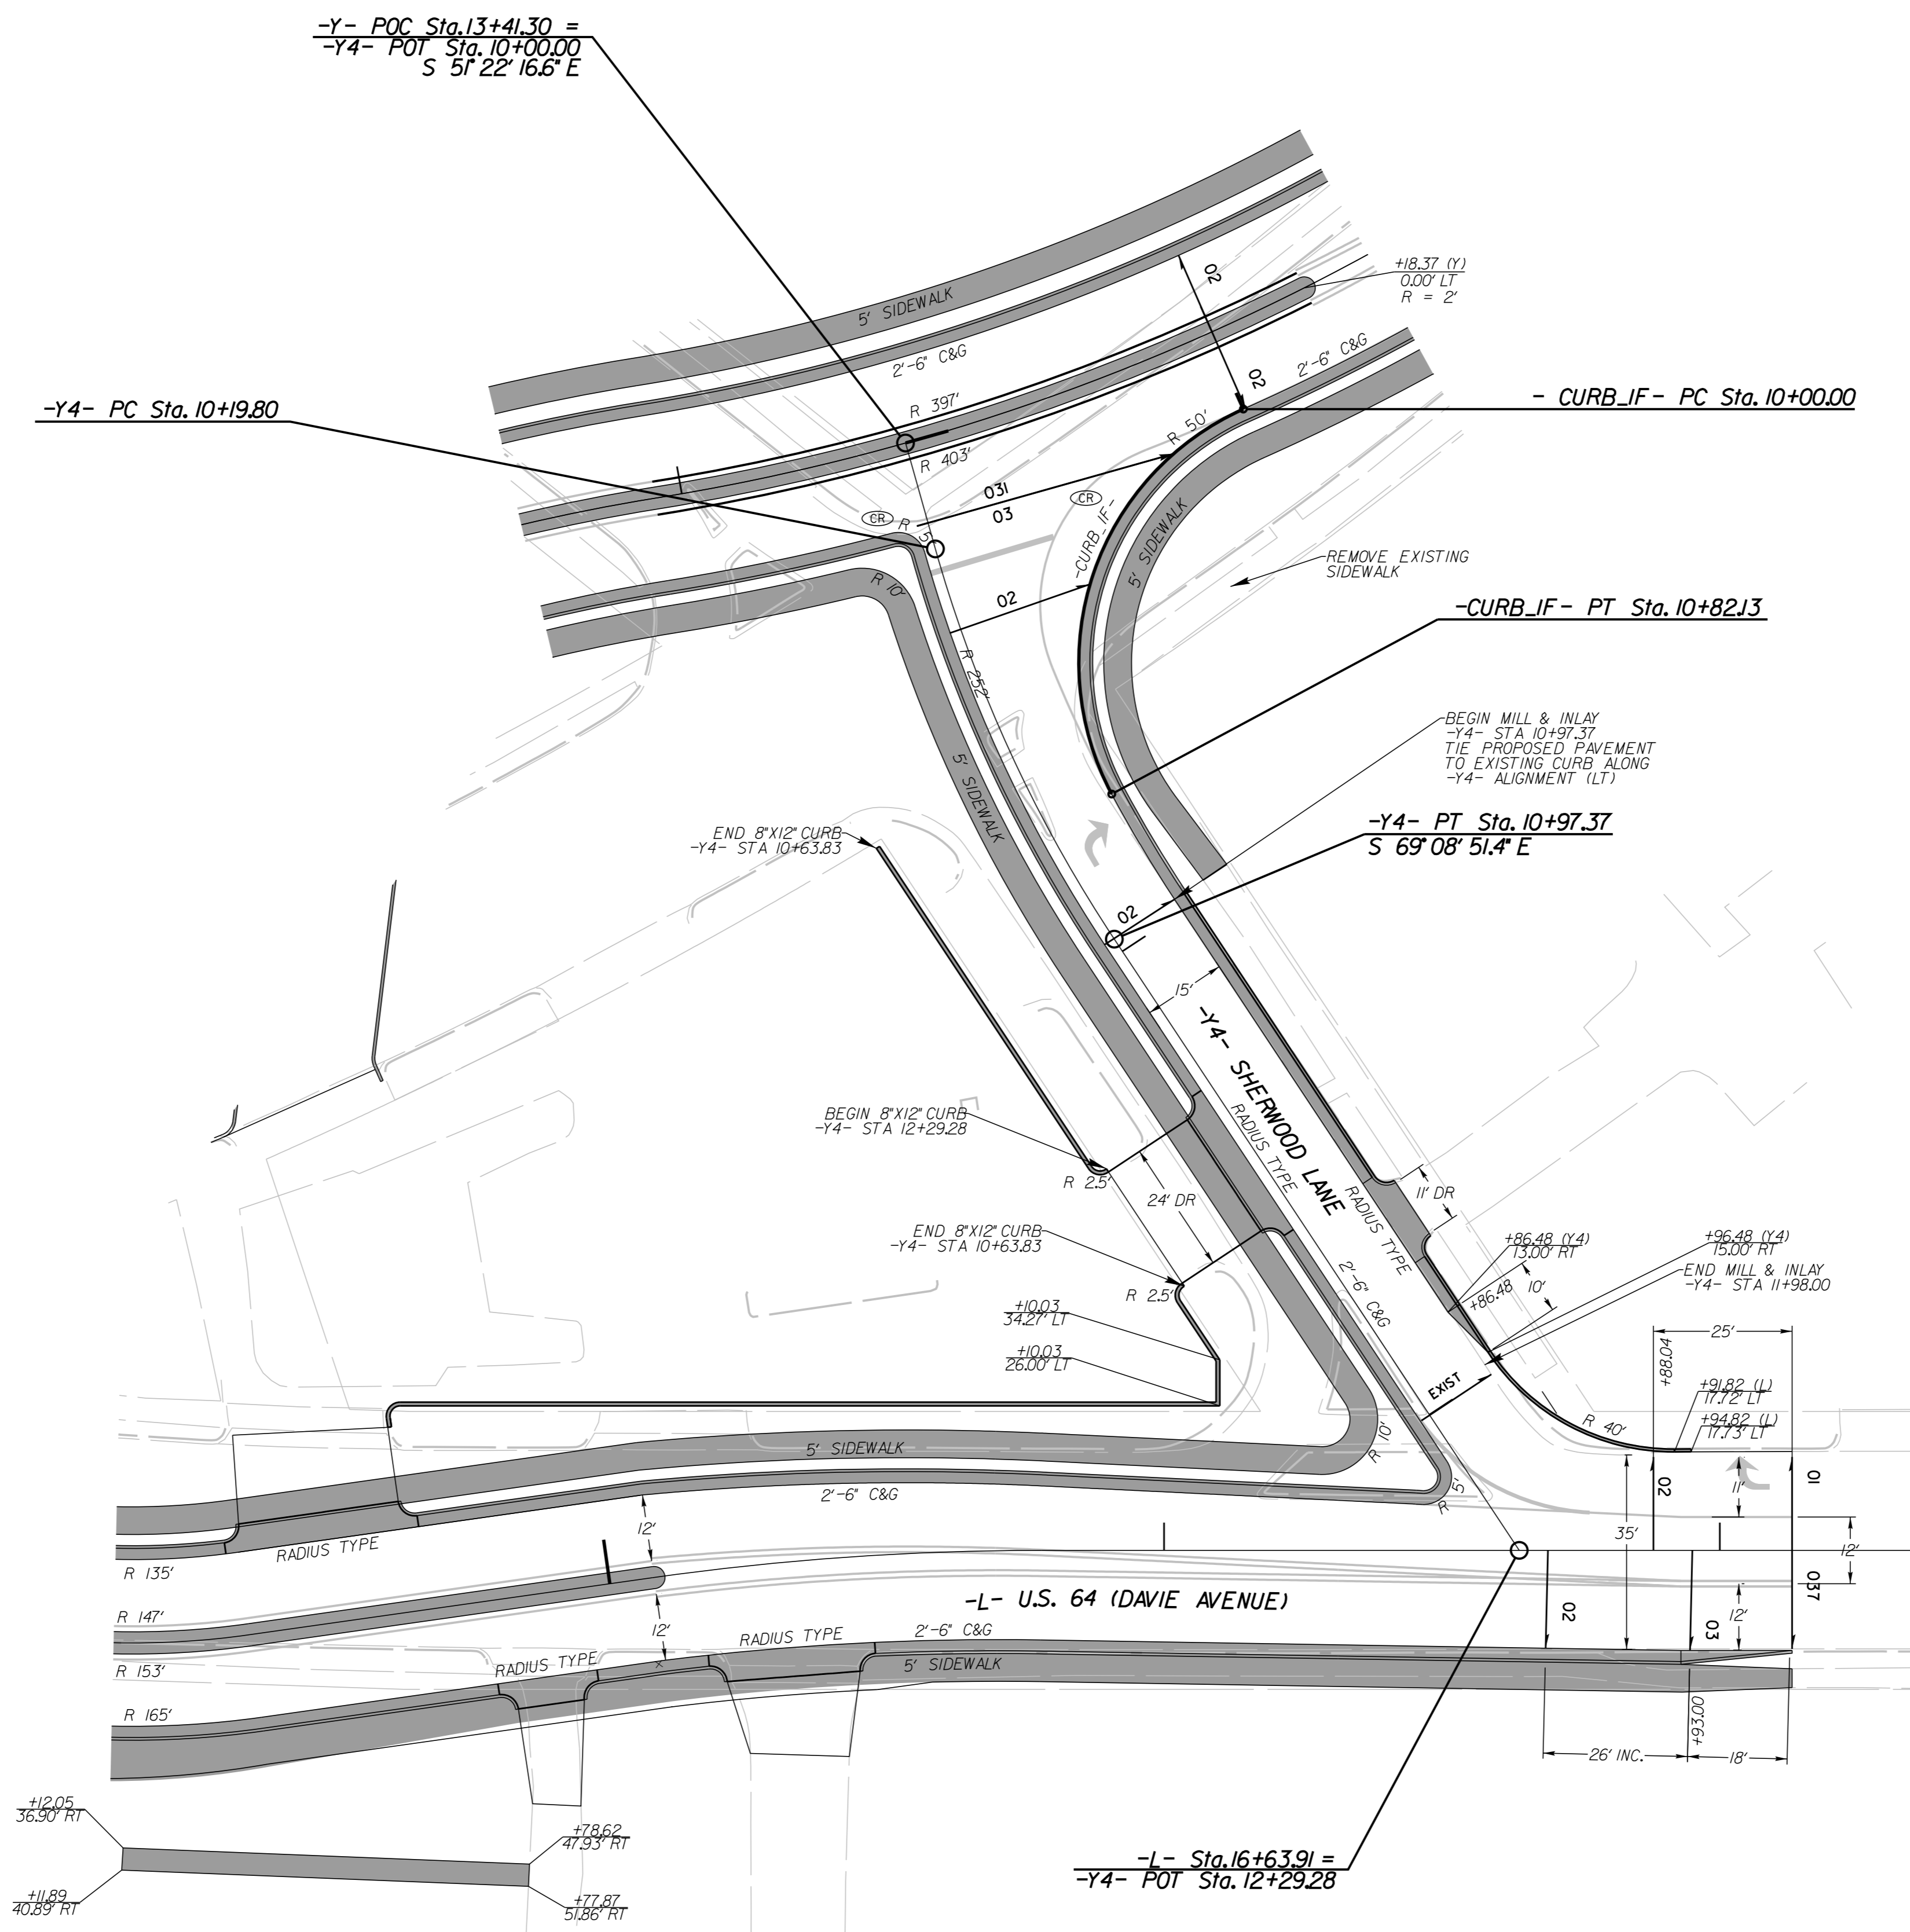 -Y- POC Sta. 13+41.30 =
-Y4- POT Sta. 10+00.00
S 51° 22' 16.6" E
+18.37 (Y)
0.00' LT
R = 2'
02
5' SIDEWALK
2'-6" C&G
02
2'-6" C&G
-Y4- PC Sta. 10+19.80
- CURB_1F - PC Sta. 10+00.00
R 397'
R 50'
R 403'
031
03
CR
CR
R 5'
-CURB_1F-
5' SIDEWALK
REMOVE EXISTING
SIDEWALK
R 10'
02
-CURB_1F- PT Sta. 10+82.13
R 252'
BEGIN MILL & INLAY
-Y4- STA 10+97.37
TIE PROPOSED PAVEMENT
TO EXISTING CURB ALONG
-Y4- ALIGNMENT (LT)
5' SIDEWALK
END 8"X12" CURB
-Y4- STA 10+63.83
-Y4- PT Sta. 10+97.37
S 69° 08' 51.4" E
02
15'
-Y4- SHERWOOD LANE
BEGIN 8"X12" CURB
-Y4- STA 12+29.28
RADIUS TYPE
R 2.5'
24' DR
RADIUS TYPE
11' DR
END 8"X12" CURB
-Y4- STA 10+63.83
+86.48 (Y4)
13.00' RT
+96.48 (Y4)
15.00' RT
END MILL & INLAY
-Y4- STA 11+98.00
2'-6" C&G
R 2.5'
+86.48
10'
+10.03
34.27' LT
+10.03
26.00' LT
25'
+88.04
EXIST
+91.82 (L)
17.72' LT
+94.82 (L)
17.73' LT
R 40'
5' SIDEWALK
R 10'
2'-6" C&G
R 5'
02
01
11'
12'
35'
12'
RADIUS TYPE
R 135'
R 147'
-L- U.S. 64 (DAVIE AVENUE)
02
03
037
12'
12'
RADIUS TYPE
2'-6" C&G
R 153'
RADIUS TYPE
5' SIDEWALK
R 165'
+93.00
26' INC.
18'
+12.05
36.90' RT
+78.62
47.93' RT
+11.89
40.89' RT
+77.87
51.86' RT
-L- Sta. 16+63.91 =
-Y4- POT Sta. 12+29.28